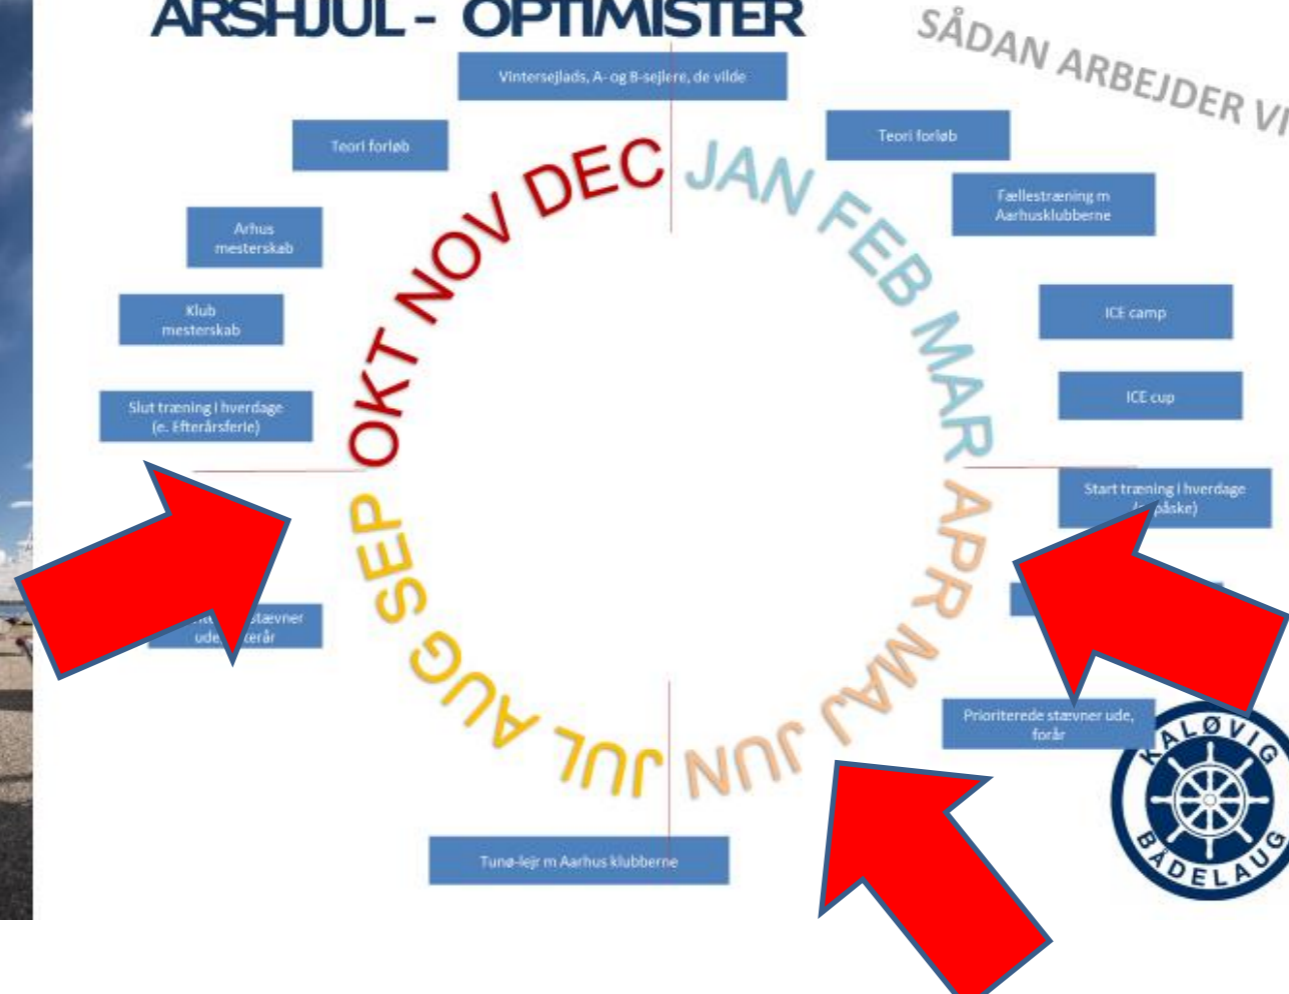 ÅRSHJUL - OPTIMISTER
SÅDAN ARBEJDER VI
Vintersejlads, A- og B-sejlere, de vilde
Teori forløb
Teori forløb
Fællestræning m
Aarhusklubberne
Arhus
mesterskab
Klub
mesterskab
ICE camp
ICE cup
Slut træning i hverdage
(e. Efterårsferie)
Start træning i hverdage
påske)
JAN FEB MAR
APR MAJ JUN
JUL AUG SEP
OKT NOV DEC
stævner
ude,
Prioriterede stævner ude,
forår
Tunø-lejr m Aarhus klubberne
KALØVIG
BÅDELAUG